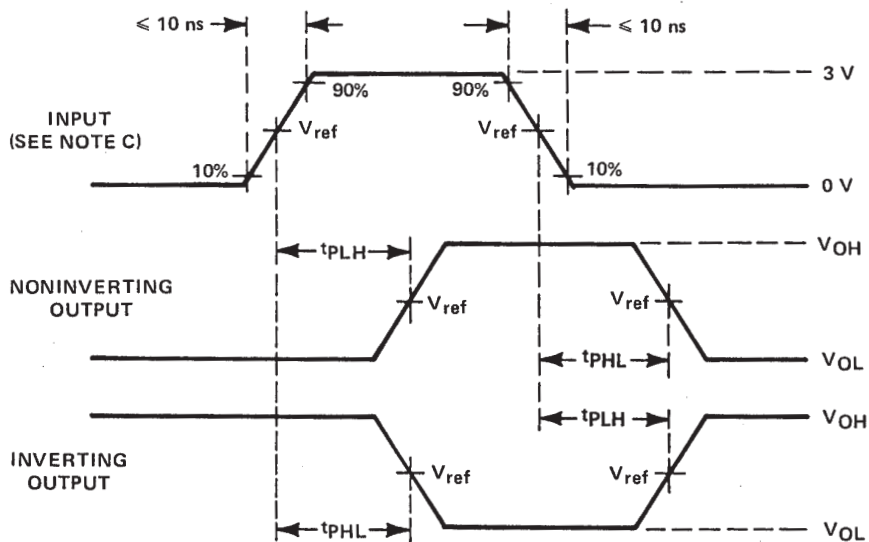 ≤ 10 ns
≤ 10 ns
3 V
90%
90%
INPUT
(SEE NOTE C)
Vref
Vref
10%
10%
0 V
tPLH
VOH
NONINVERTING
OUTPUT
Vref
Vref
tPHL
VOL
tPLH
VOH
INVERTING
OUTPUT
Vref
Vref
tPHL
VOL